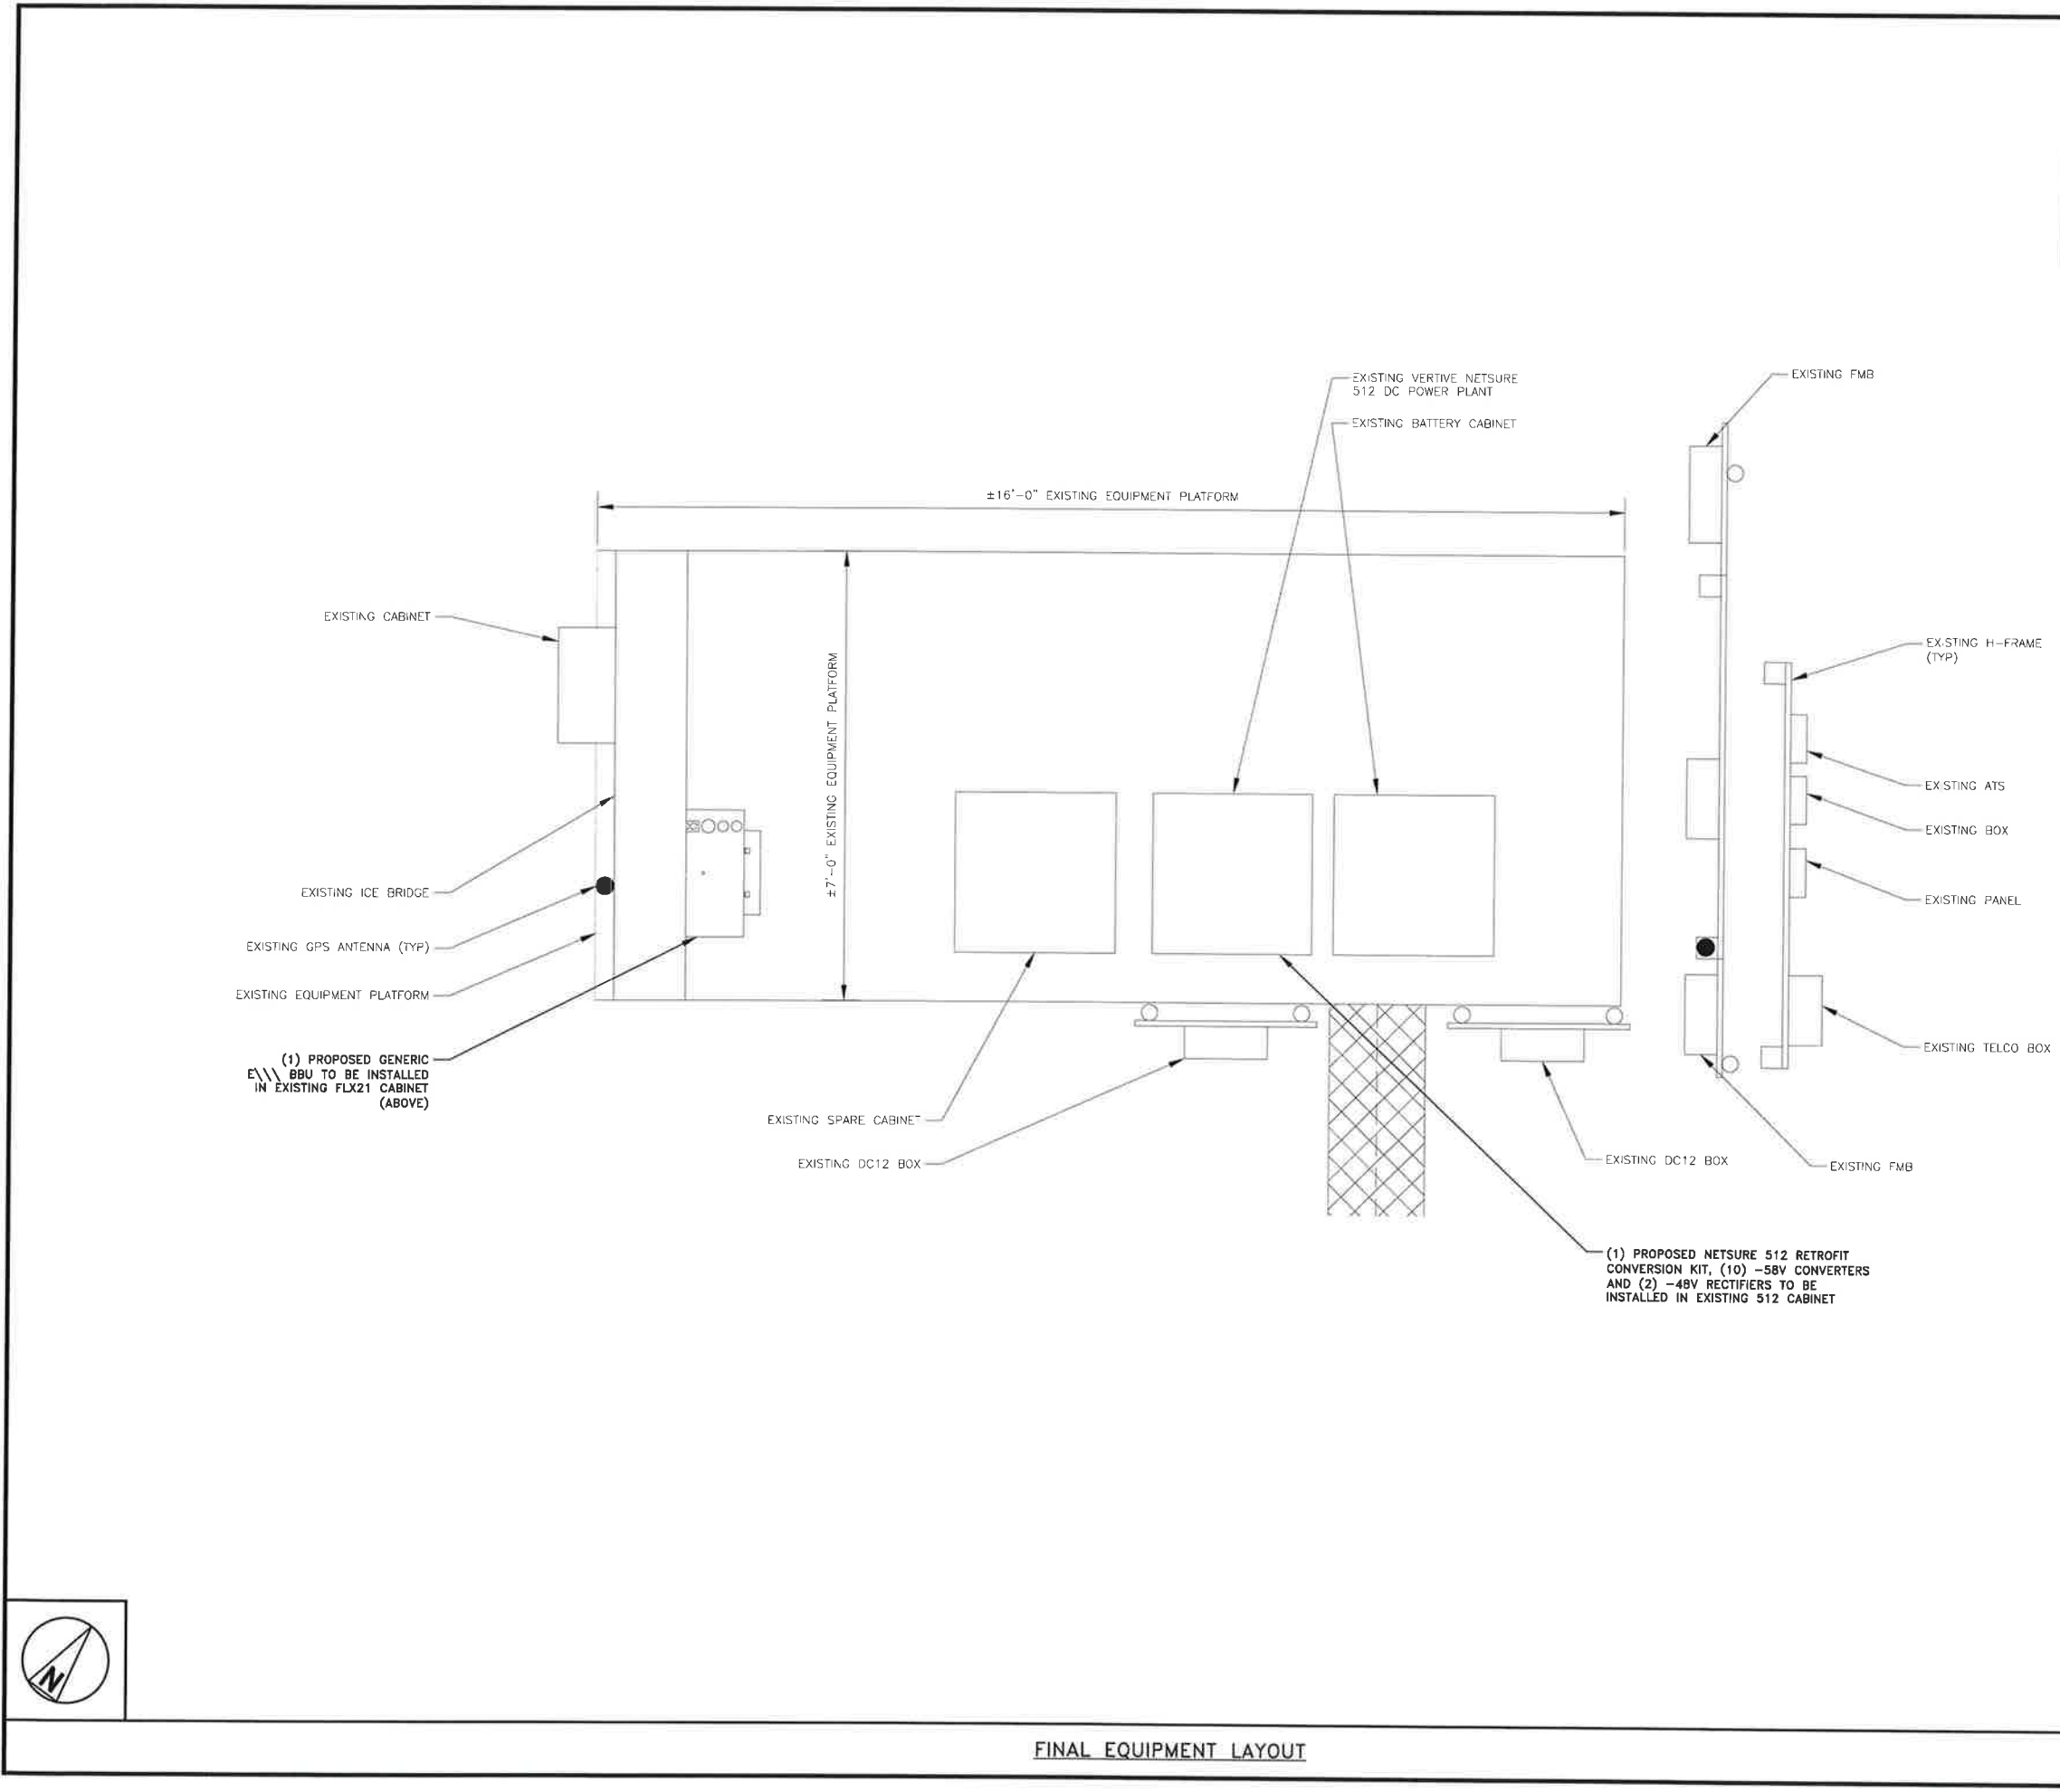 EXISTING VERTIVE NETSURE
512 DC POWER PLANT
EXISTING BATTERY CABINET
EXISTING FMB
±16'-0" EXISTING EQUIPMENT PLATFORM
±7'-0" EXISTING EQUIPMENT PLATFORM
EXISTING CABINET
EXISTING ICE BRIDGE
EXISTING GPS ANTENNA (TYP)
EXISTING EQUIPMENT PLATFORM
(1) PROPOSED GENERIC
E\\\ BBU TO BE INSTALLED
IN EXISTING FLX21 CABINET
(ABOVE)
EXISTING SPARE CABINET
EXISTING DC12 BOX
EXISTING H-FRAME
(TYP)
EXISTING ATS
EXISTING BOX
EXISTING PANEL
EXISTING TELCO BOX
EXISTING DC12 BOX
EXISTING FMB
(1) PROPOSED NETSURE 512 RETROFIT
CONVERSION KIT, (10) -58V CONVERTERS
AND (2) -48V RECTIFIERS TO BE
INSTALLED IN EXISTING 512 CABINET
N
FINAL EQUIPMENT LAYOUT